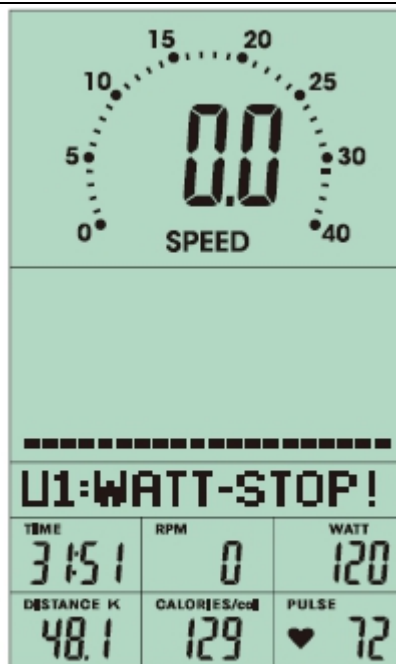 15 20
10 25
5 30
0.0
0 40
SPEED
U1:WATT-STOP!
TIME RPM WATT
31:51 0 120
DISTANCE K CALORIES/cal PULSE
48.1 129 72